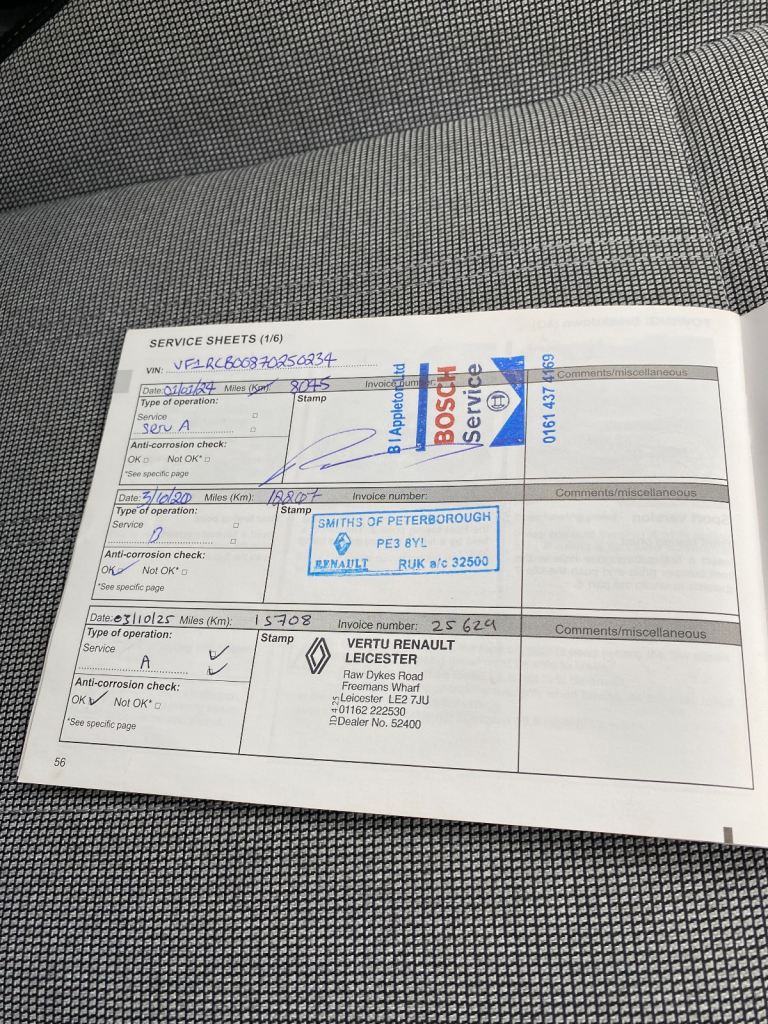 SERVICE SHEETS (1/6)
VIN: VF1RCB00870250234
Date: 01/01/24 Miles (Km): 8075 Invoice number: Comments/miscellaneous
Type of operation:
Service
Serv A
Anti-corrosion check:
OK Not OK*
*See specific page
Stamp
B I Appleton Ltd
BOSCH
Service
0161 437 4169
Date: 3/10/20 Miles (Km): Invoice number: Comments/miscellaneous
Type of operation:
Service
B
Anti-corrosion check:
OK Not OK*
*See specific page
Stamp
SMITHS OF PETERBOROUGH
PE3 8YL
RENAULT RUK a/c 32500
Date: 03/10/25 Miles (Km): 15708 Invoice number: 25629 Comments/miscellaneous
Type of operation:
Service
A
Anti-corrosion check:
OK Not OK*
*See specific page
Stamp
VERTU RENAULT
LEICESTER
Raw Dykes Road
Freemans Wharf
Leicester LE2 7JU
01162 222530
Dealer No. 52400
ID 4.25
56